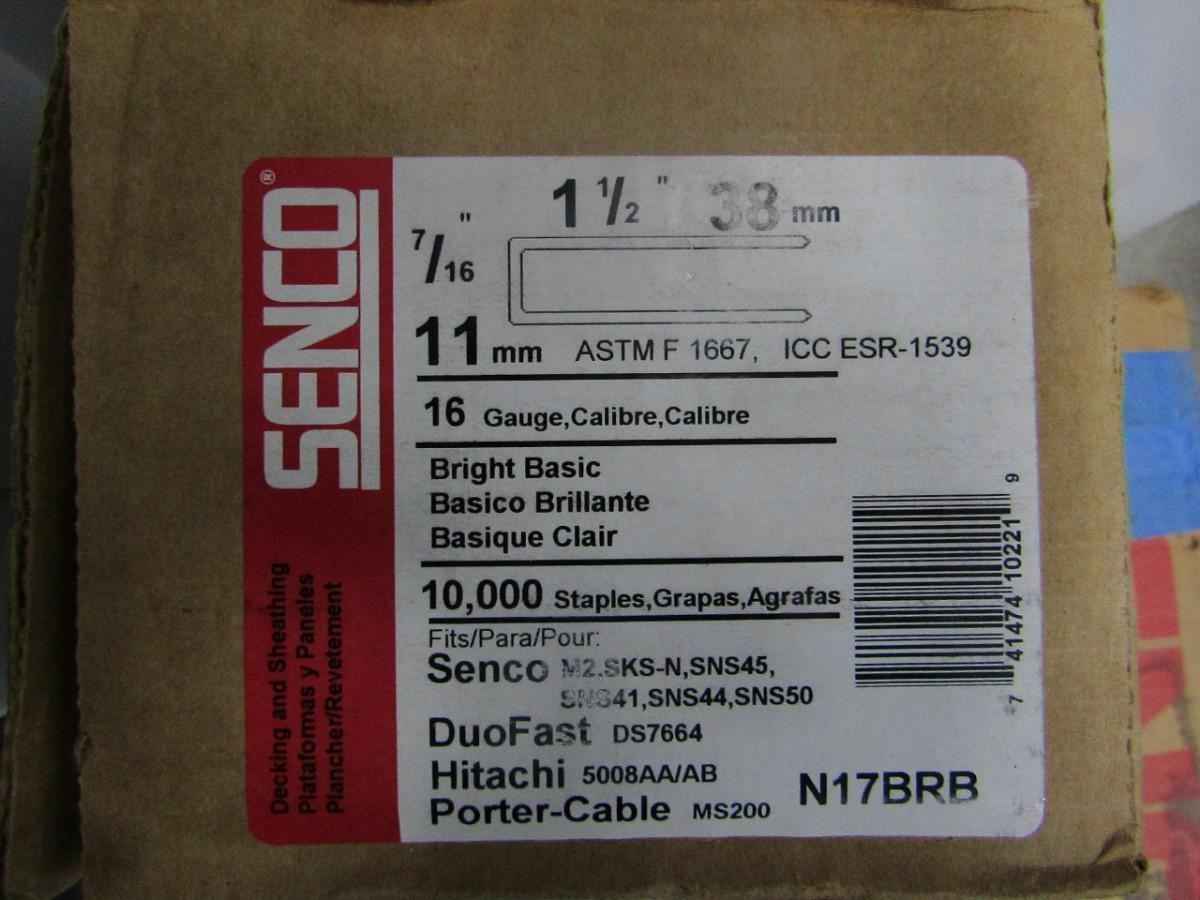 SENCO®
Decking and Sheathing
Plataformas y Paneles
Plancher/Revetement
1 1/2" 38 mm
7/16"
11 mm ASTM F 1667, ICC ESR-1539
16 Gauge,Calibre,Calibre
Bright Basic
Basico Brillante
Basique Clair
10,000 Staples,Grapas,Agrafas
Fits/Para/Pour:
Senco M2,SKS-N,SNS45,
SNS41,SNS44,SNS50
DuoFast DS7664
Hitachi 5008AA/AB
Porter-Cable MS200
N17BRB
7 41474 10221 9